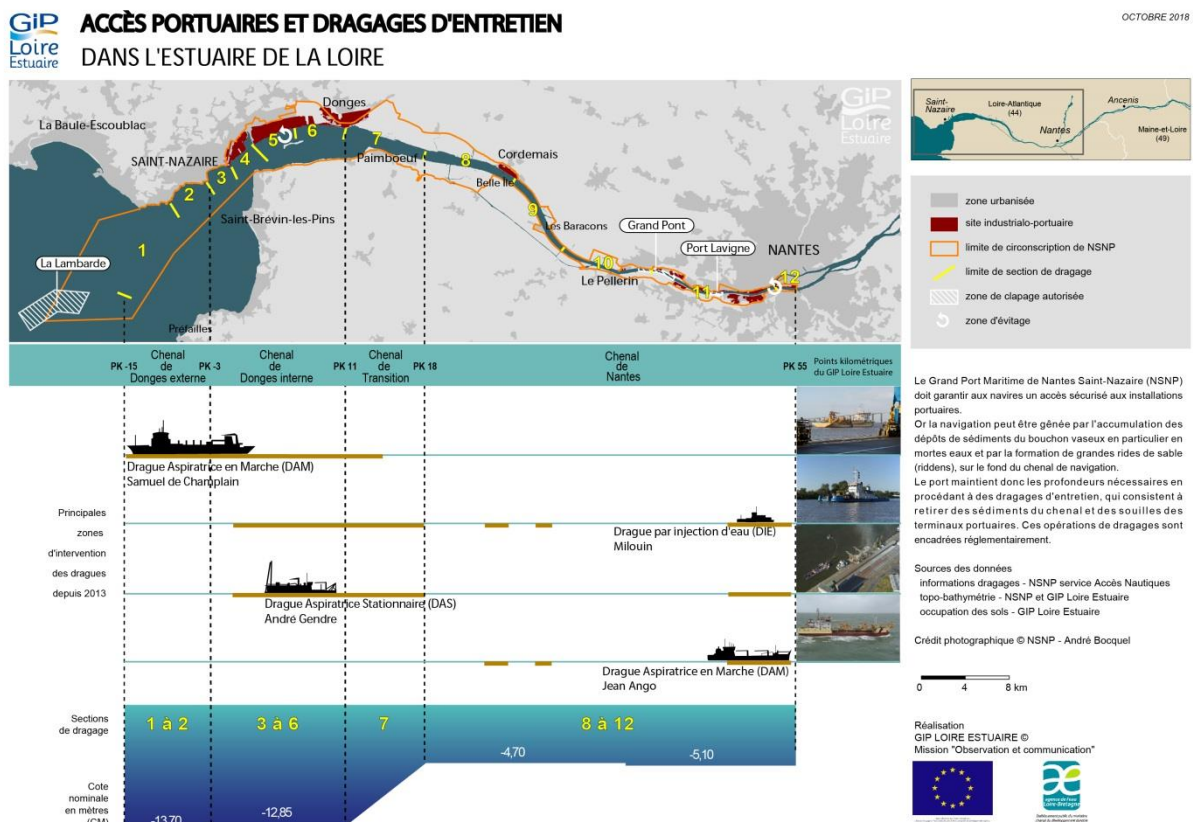 GIP
Loire
Estuaire
ACCÈS PORTUAIRES ET DRAGAGES D'ENTRETIEN
DANS L'ESTUAIRE DE LA LOIRE
OCTOBRE 2018
La Baule-Escoublac
SAINT-NAZAIRE
Donges
Paimboeuf
Cordemais
Belle Ile
Saint-Brévin-les-Pins
Les Baracons
Grand Pont
Port Lavigne
NANTES
Le Pellerin
La Lambarde
Préfailles
1
2
3
4
5
6
7
8
9
10
11
12
GIP
Loire
Estuaire
Saint-
Nazaire
Loire-Atlantique
(44)
Ancenis
Nantes
Maine-et-Loire
(49)
zone urbanisée
site industrialo-portuaire
limite de circonscription de NSNP
limite de section de dragage
zone de clapage autorisée
zone d'évitage
PK -15
Chenal
de
Donges externe
PK -3
Chenal
de
Donges interne
PK 11
Chenal
de
Transition
PK 18
Chenal
de
Nantes
PK 55
Points kilométriques
du GIP Loire Estuaire
Le Grand Port Maritime de Nantes Saint-Nazaire (NSNP)
doit garantir aux navires un accès sécurisé aux installations
portuaires.
Or la navigation peut être gênée par l'accumulation des
dépôts de sédiments du bouchon vaseux en particulier en
mortes eaux et par la formation de grandes rides de sable
(riddens), sur le fond du chenal de navigation.
Le port maintient donc les profondeurs nécessaires en
procédant à des dragages d'entretien, qui consistent à
retirer des sédiments du chenal et des souilles des
terminaux portuaires. Ces opérations de dragages sont
encadrées réglementairement.
Sources des données
informations dragages - NSNP service Accès Nautiques
topo-bathymétrie - NSNP et GIP Loire Estuaire
occupation des sols - GIP Loire Estuaire
Crédit photographique © NSNP - André Bocquel
0 4 8 km
Réalisation
GIP LOIRE ESTUAIRE ©
Mission "Observation et communication"
agence de l'eau
Loire-Bretagne
Principales
zones
d'intervention
des dragues
depuis 2013
Drague Aspiratrice en Marche (DAM)
Samuel de Champlain
Drague par injection d'eau (DIE)
Milouin
Drague Aspiratrice Stationnaire (DAS)
André Gendre
Drague Aspiratrice en Marche (DAM)
Jean Ango
Sections
de dragage
1 à 2
3 à 6
7
8 à 12
-4,70
-5,10
Cote
nominale
en mètres
(CM)
-13,70
-12,85